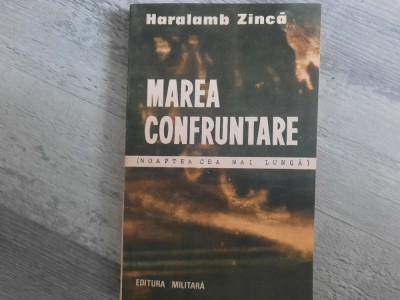 Haralamb Zincă
MAREA
CONFRUNTARE
(NOAPTEA CEA MAI LUNGĂ)
EDITURA MILITARĂ